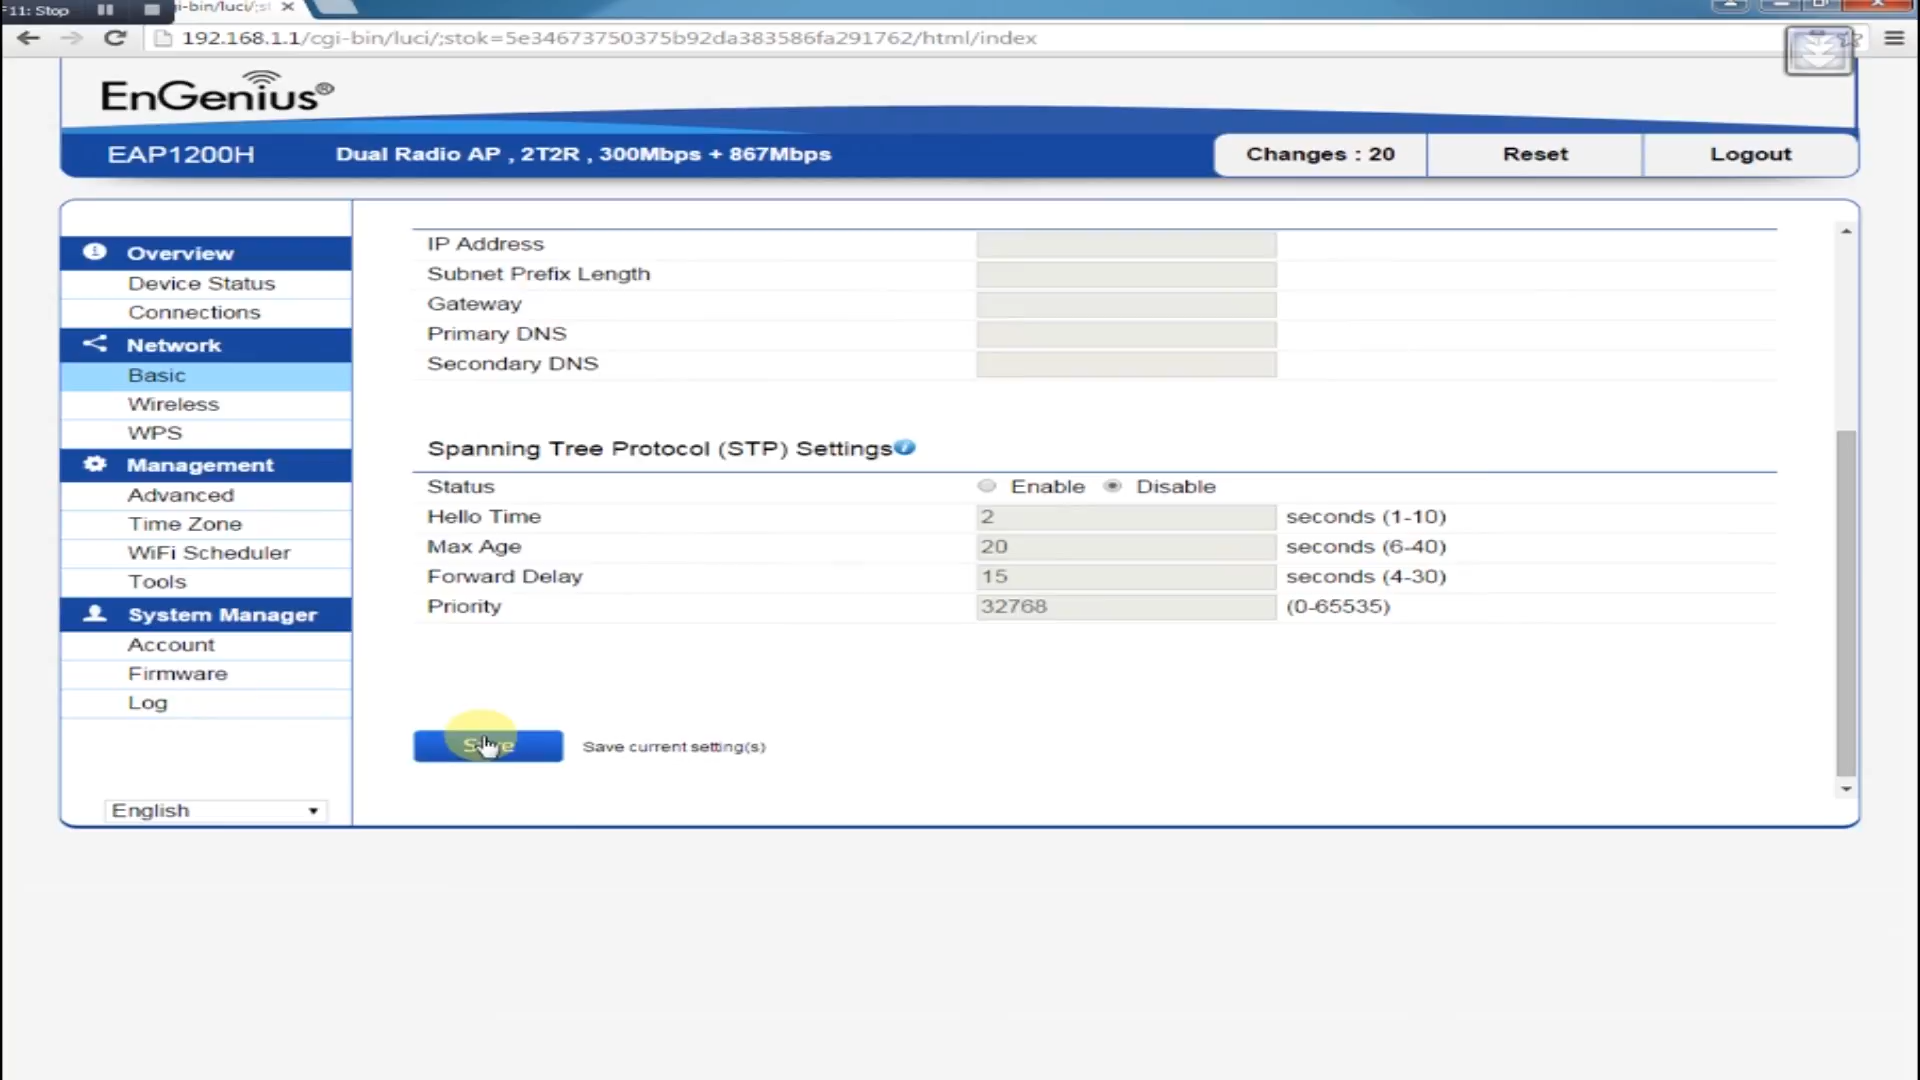 F11: Stop
gi-bin/luci/;st
192.168.1.1/cgi-bin/luci/;stok=5e34673750375b92da383586fa291762/html/index
EnGenius®
EAP1200H
Dual Radio AP , 2T2R , 300Mbps + 867Mbps
Changes : 20
Reset
Logout
Overview
Device Status
Connections
Network
Basic
Wireless
WPS
Management
Advanced
Time Zone
WiFi Scheduler
Tools
System Manager
Account
Firmware
Log
English
IP Address
Subnet Prefix Length
Gateway
Primary DNS
Secondary DNS
Spanning Tree Protocol (STP) Settings
Status Enable Disable
Hello Time 2 seconds (1-10)
Max Age 20 seconds (6-40)
Forward Delay 15 seconds (4-30)
Priority 32768 (0-65535)
Save Save current setting(s)